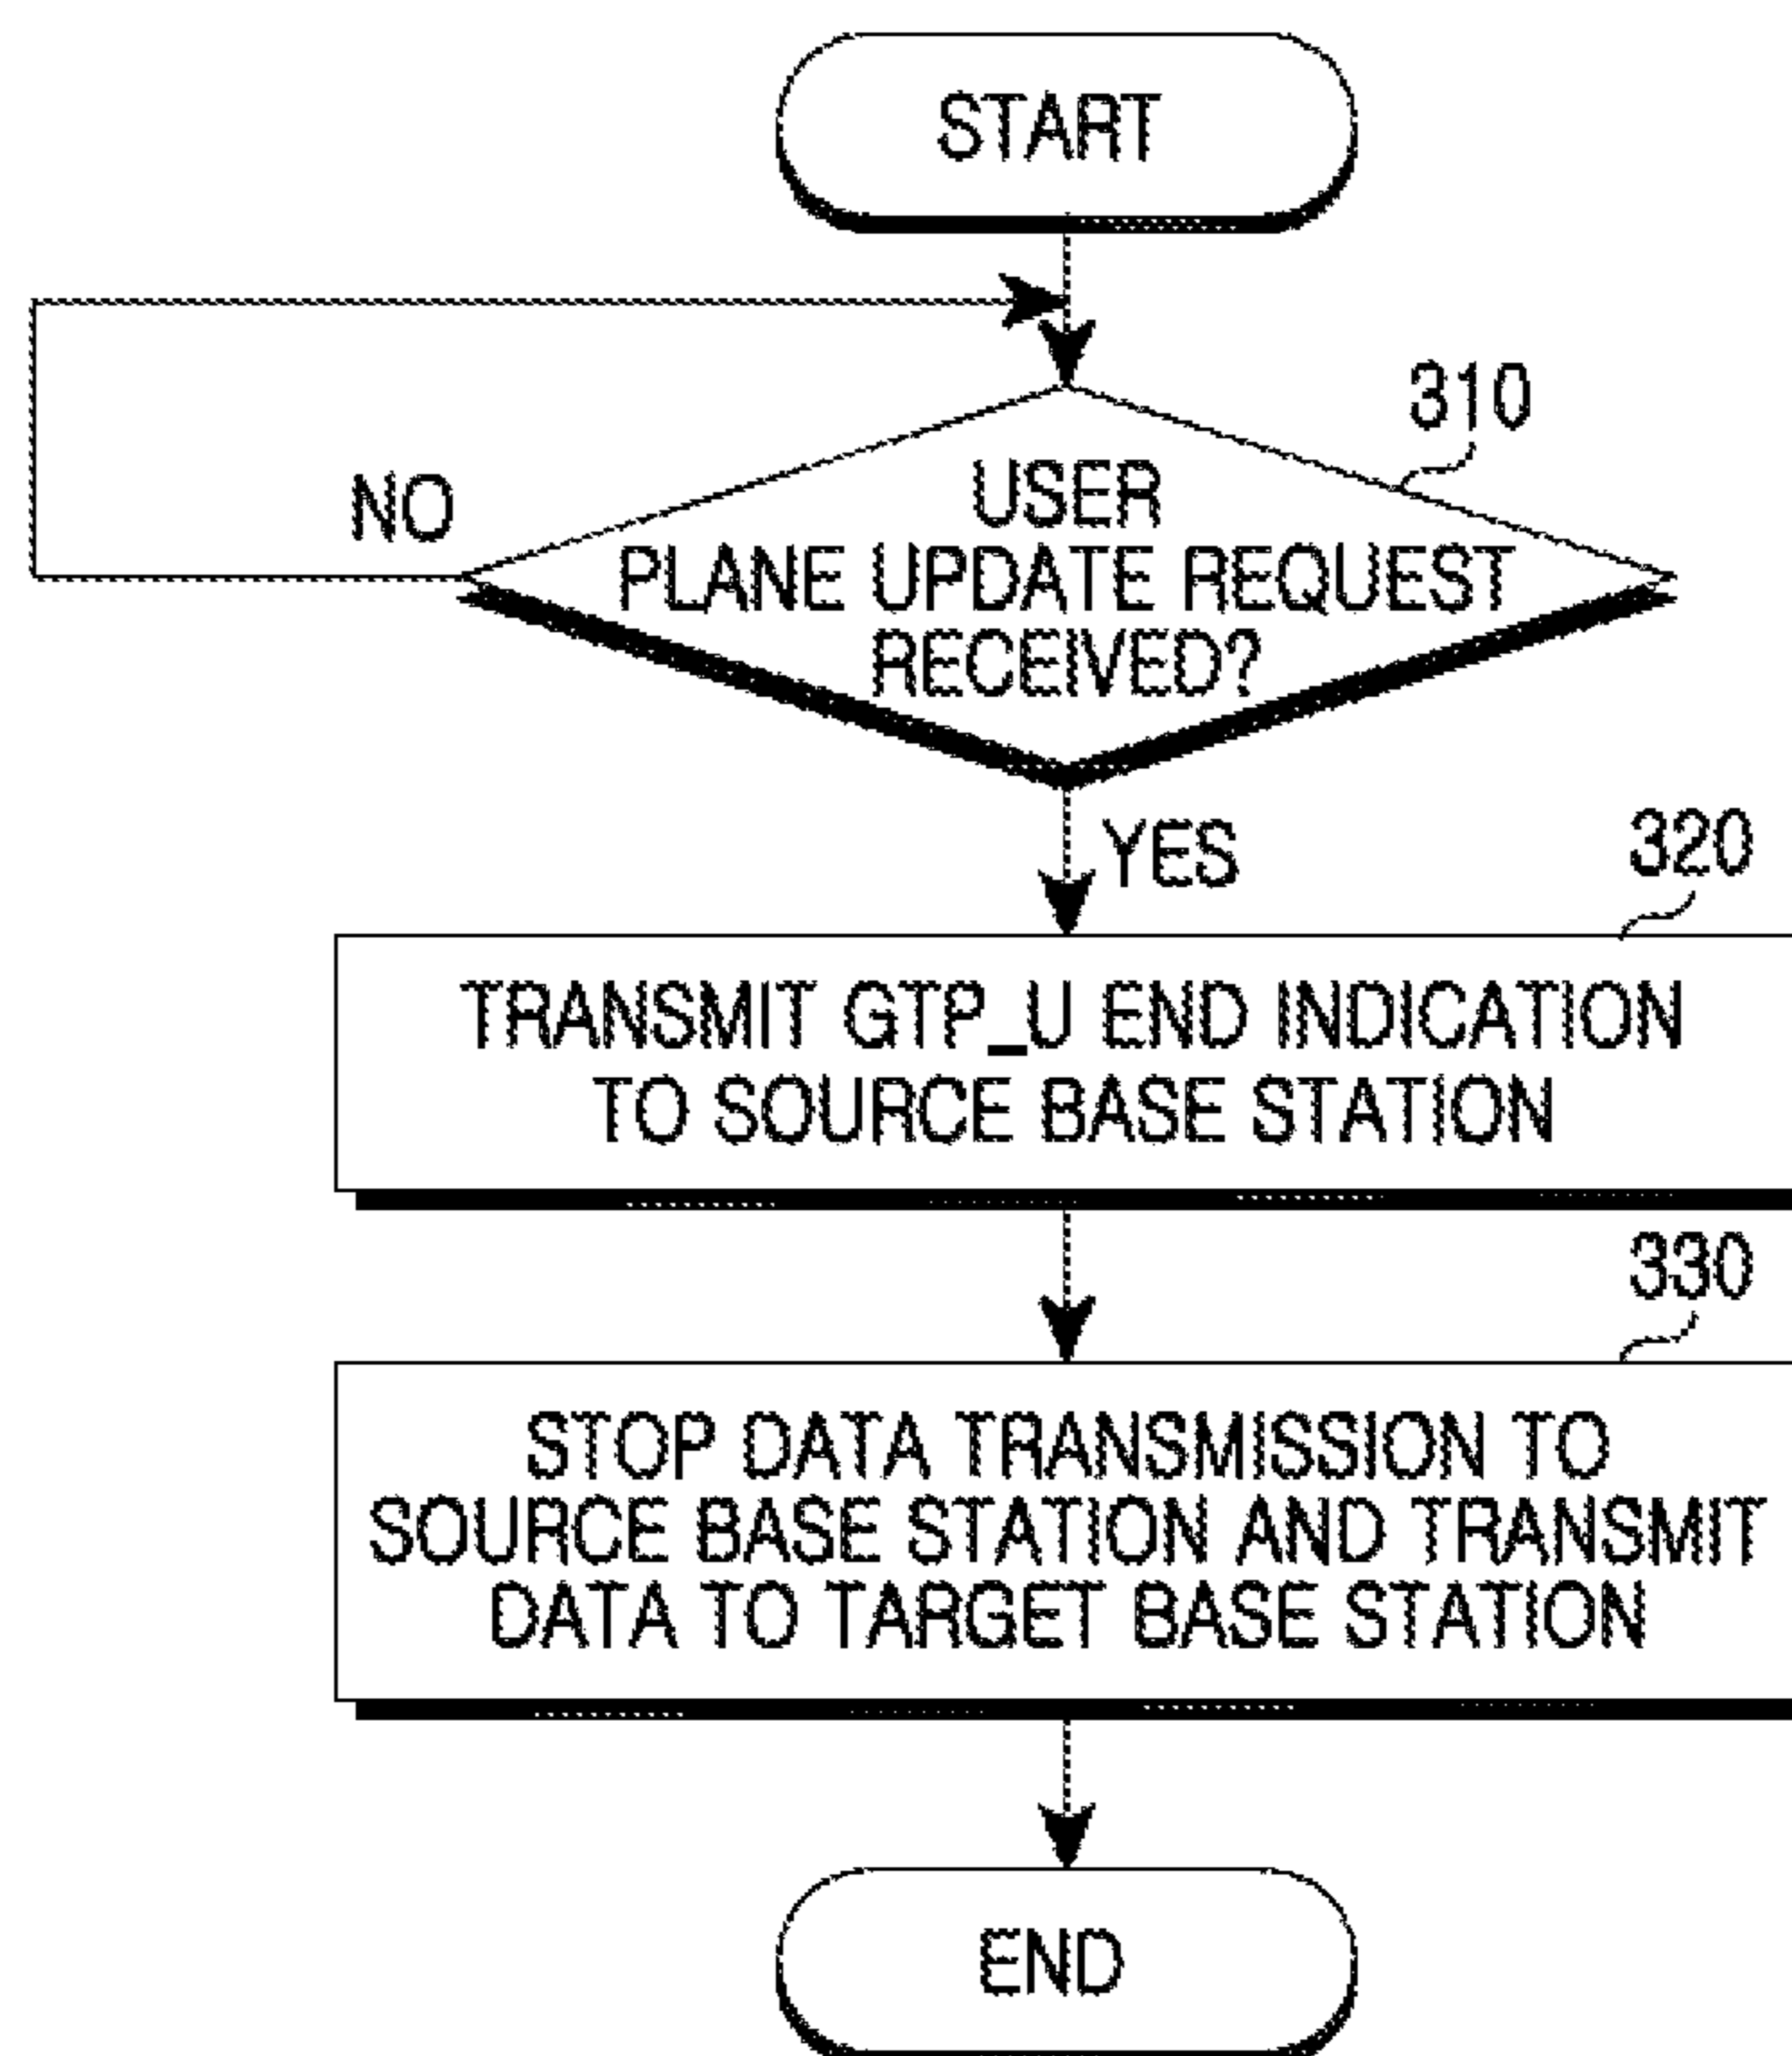 START
310
NO
USER
PLANE UPDATE REQUEST
RECEIVED?
YES
320
TRANSMIT GTP_U END INDICATION
TO SOURCE BASE STATION
330
STOP DATA TRANSMISSION TO
SOURCE BASE STATION AND TRANSMIT
DATA TO TARGET BASE STATION
END